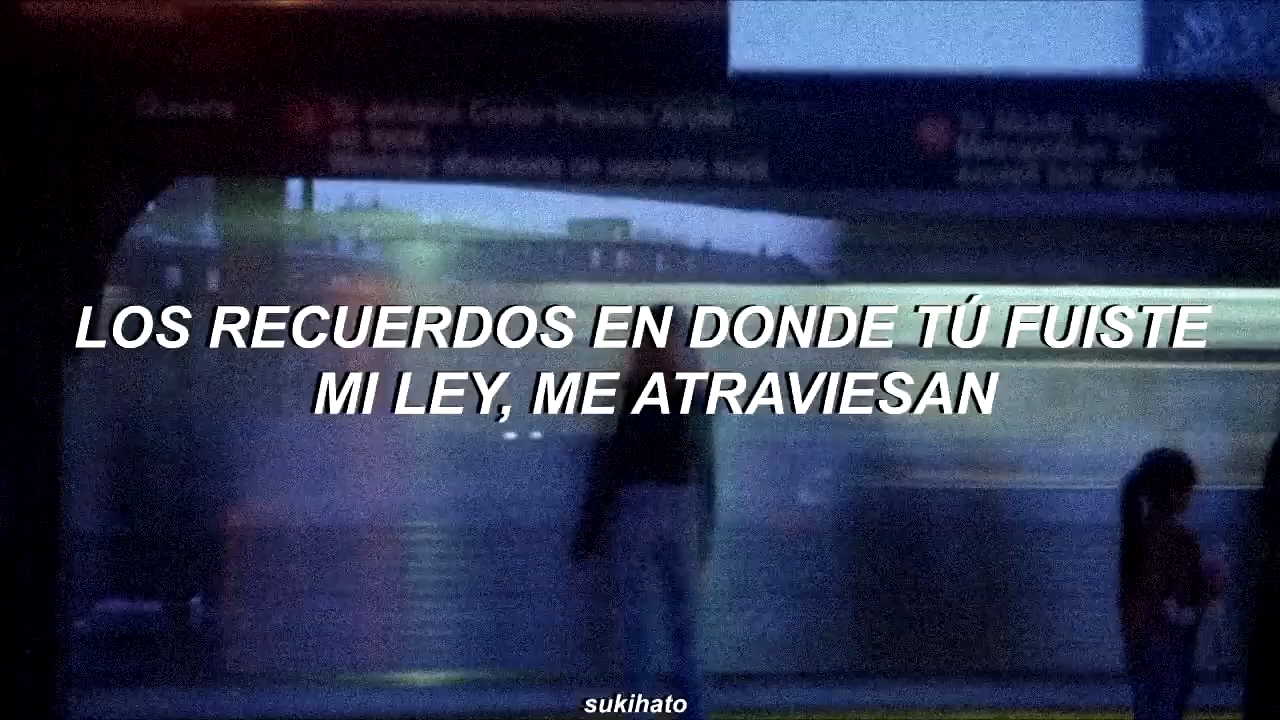 LOS RECUERDOS EN DONDE TÚ FUISTE
MI LEY, ME ATRAVIESAN
sukihato